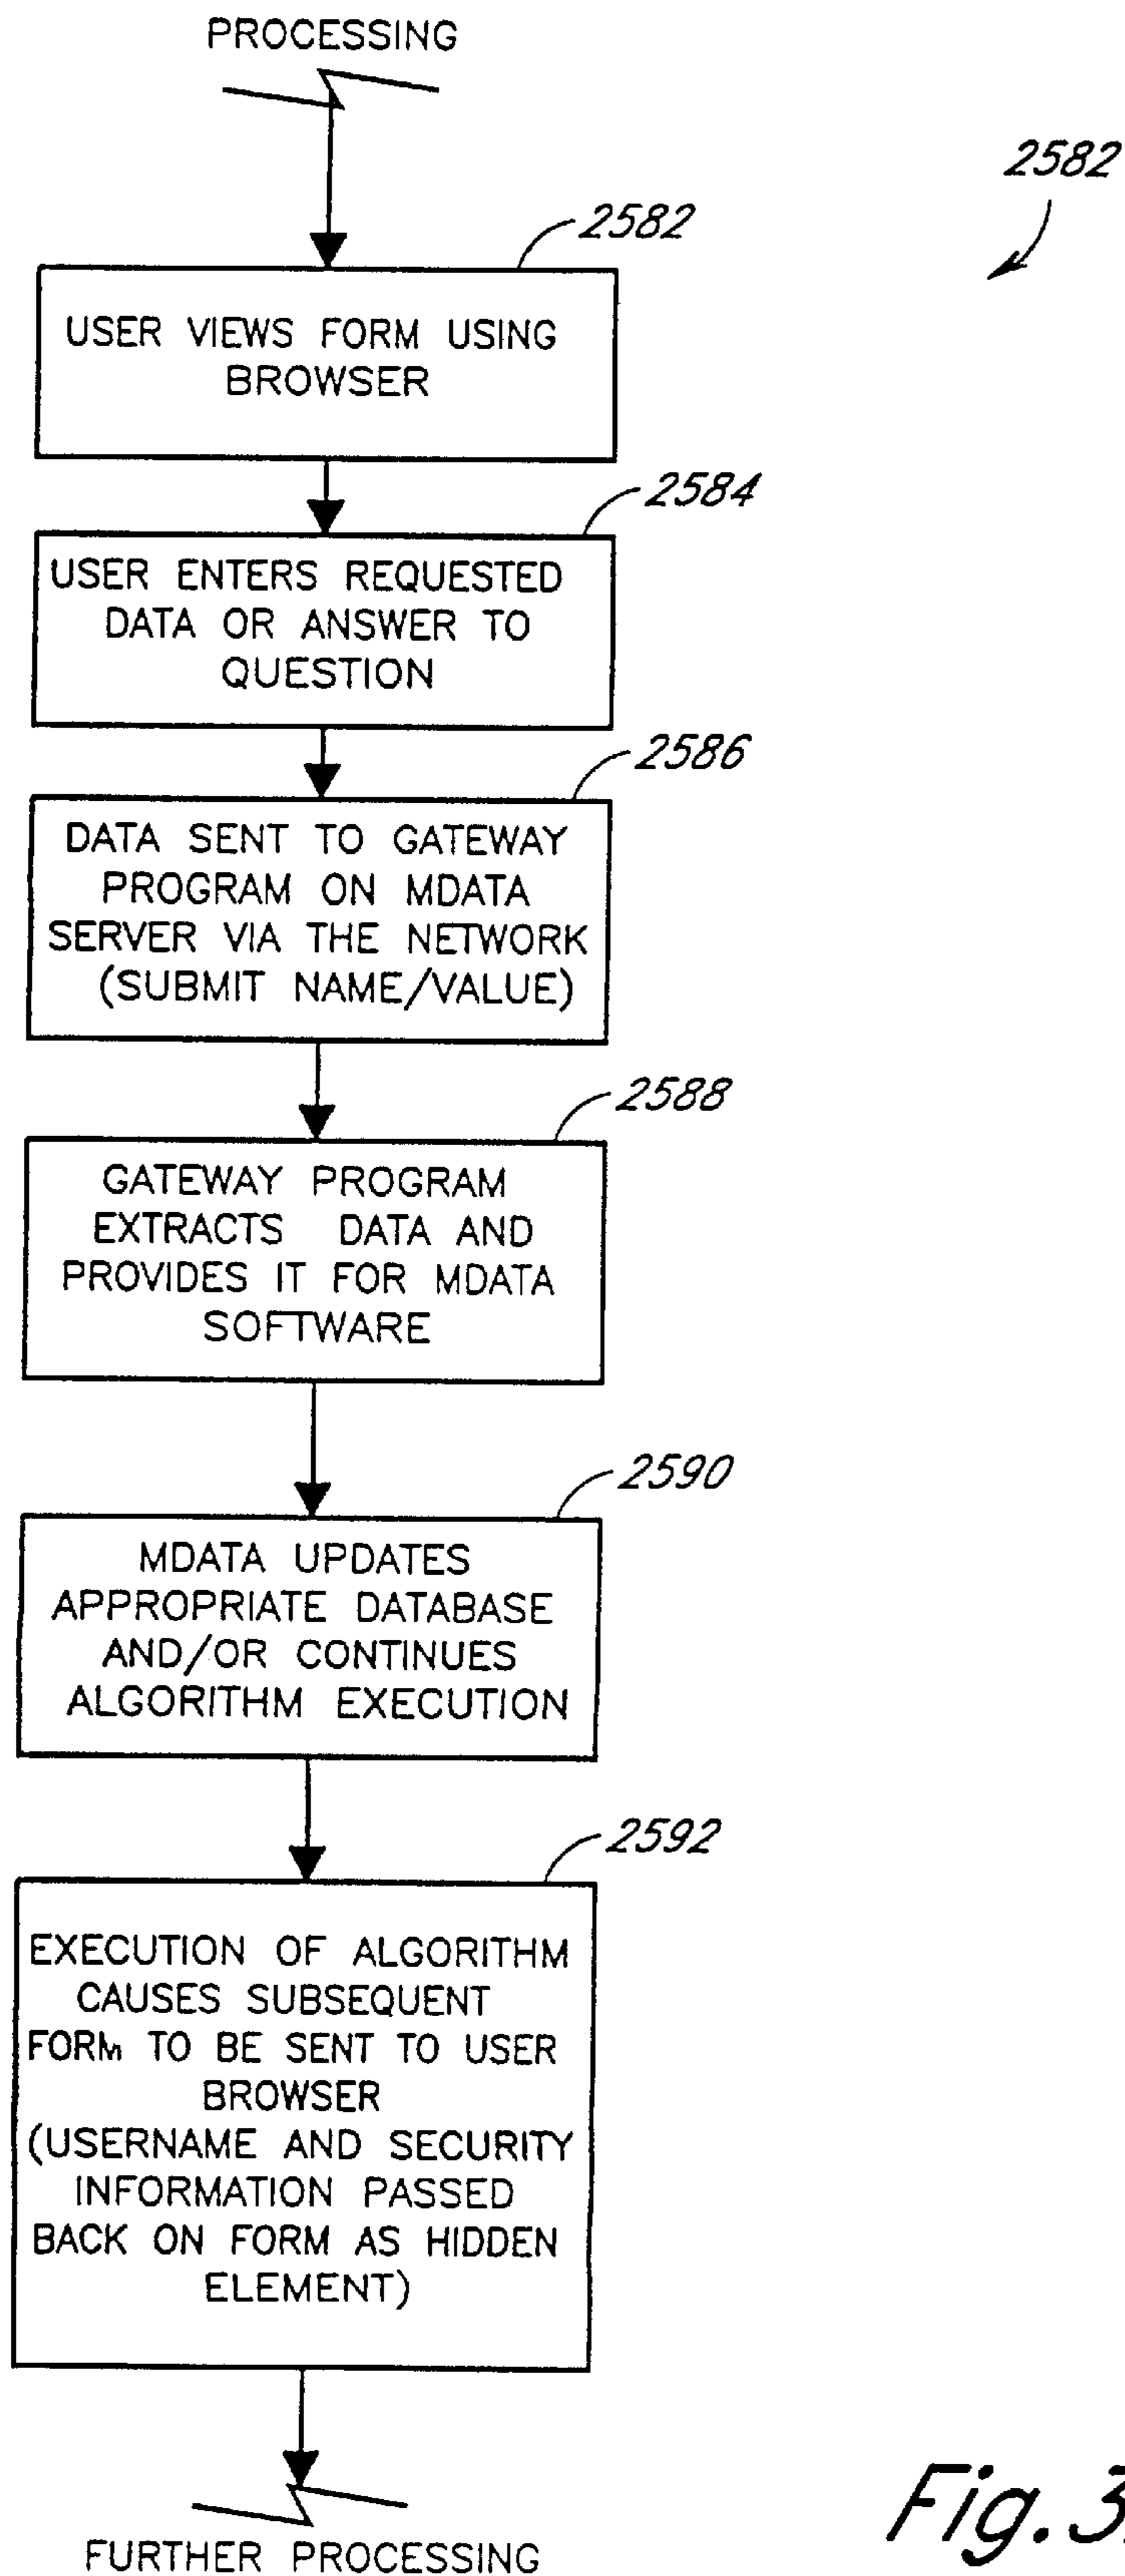 PROCESSING
2582
2582
USER VIEWS FORM USING
BROWSER
2584
USER ENTERS REQUESTED
DATA OR ANSWER TO
QUESTION
2586
DATA SENT TO GATEWAY
PROGRAM ON MDATA
SERVER VIA THE NETWORK
(SUBMIT NAME/VALUE)
2588
GATEWAY PROGRAM
EXTRACTS DATA AND
PROVIDES IT FOR MDATA
SOFTWARE
2590
MDATA UPDATES
APPROPRIATE DATABASE
AND/OR CONTINUES
ALGORITHM EXECUTION
2592
EXECUTION OF ALGORITHM
CAUSES SUBSEQUENT
FORM TO BE SENT TO USER
BROWSER
(USERNAME AND SECURITY
INFORMATION PASSED
BACK ON FORM AS HIDDEN
ELEMENT)
FURTHER PROCESSING
Fig. 3